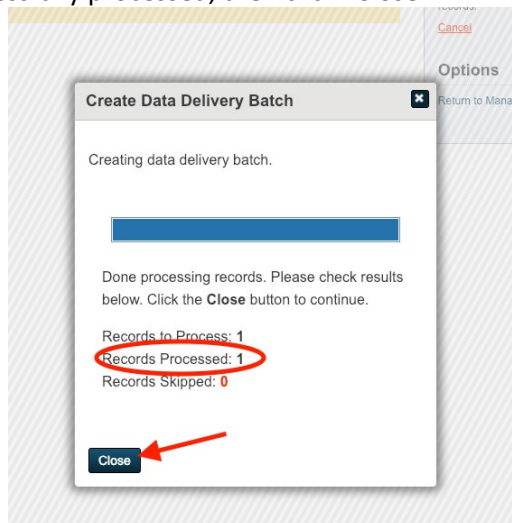 Cancel
Options
Return to Mana
Create Data Delivery Batch
Creating data delivery batch.
Done processing records. Please check results
below. Click the Close button to continue.
Records to Process: 1
Records Processed: 1
Records Skipped: 0
Close